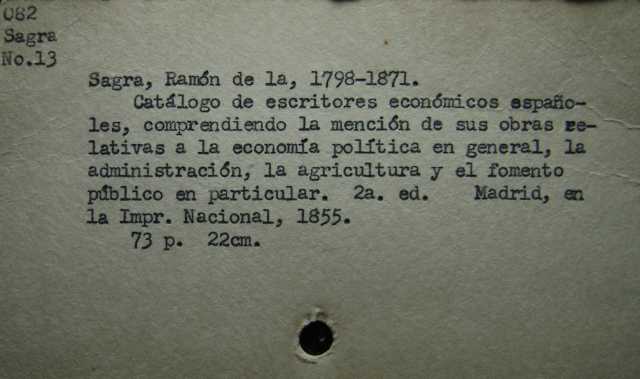 082
Sagra
No.13
Sagra, Ramón de la, 1798-1871.
Catálogo de escritores económicos españo-
les, comprendiendo la mención de sus obras re-
lativas a la economía política en general, la
administración, la agricultura y el fomento
público en particular. 2a. ed. Madrid, en
la Impr. Nacional, 1855.
73 p. 22cm.